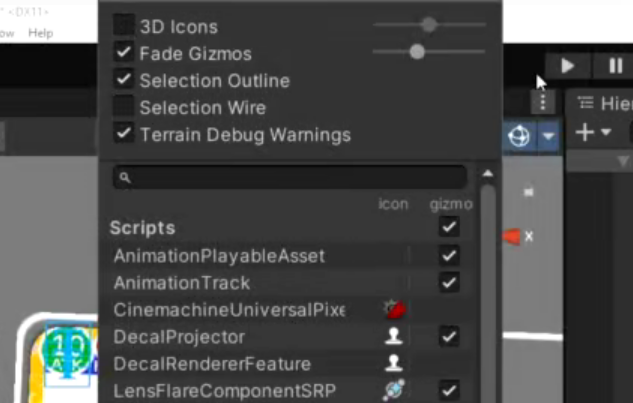 <DX11>
ow Help
3D Icons
Fade Gizmos
Selection Outline
Selection Wire
Terrain Debug Warnings
Hier
icon gizmo
Scripts
AnimationPlayableAsset
AnimationTrack
CinemachineUniversalPixe
DecalProjector
DecalRendererFeature
LensFlareComponentSRP
x
10